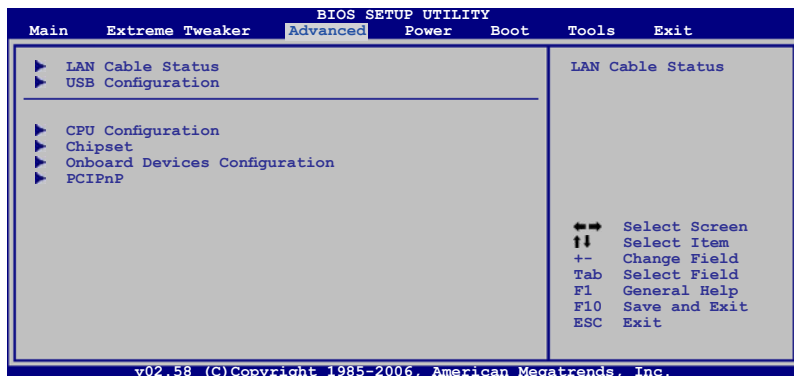 BIOS SETUP UTILITY
Main Extreme Tweaker Advanced Power Boot Tools Exit
LAN Cable Status
USB Configuration
CPU Configuration
Chipset
Onboard Devices Configuration
PCIPnP
LAN Cable Status
Select Screen
Select Item
+- Change Field
Tab Select Field
F1 General Help
F10 Save and Exit
ESC Exit
v02.58 (C)Copyright 1985-2006, American Megatrends, Inc.